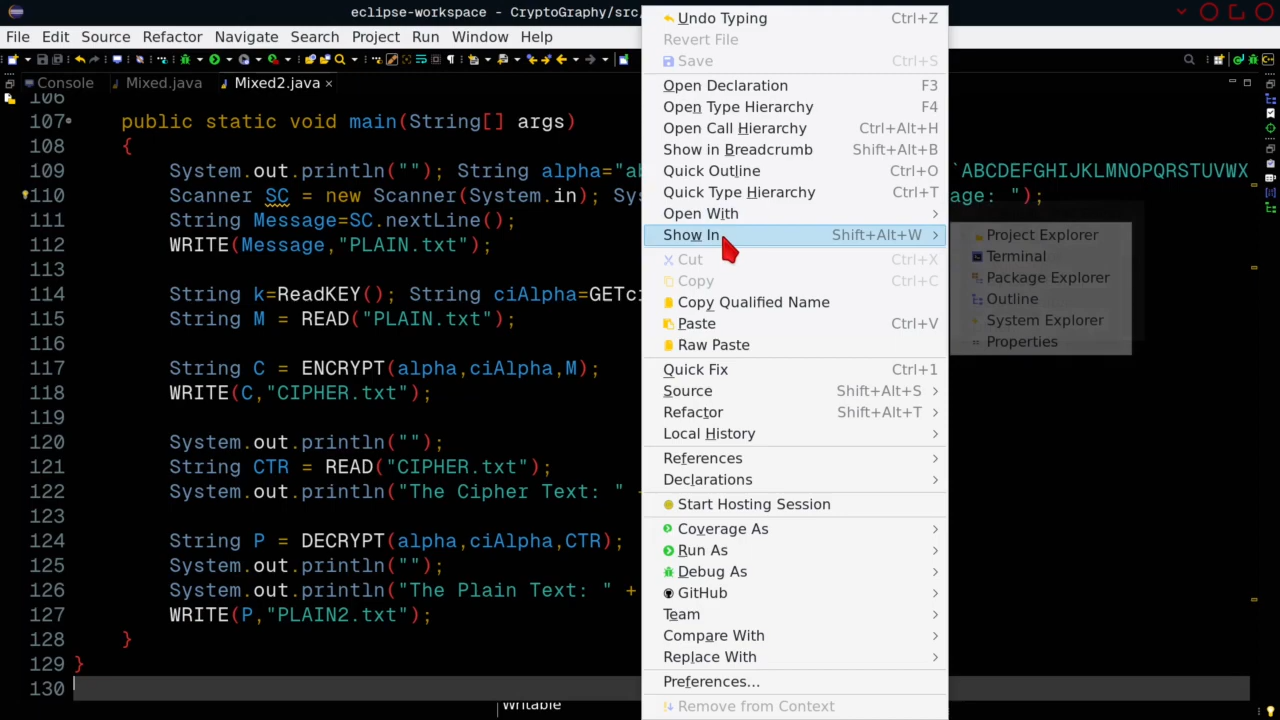 eclipse-workspace - CryptoGraphy/src/
File Edit Source Refactor Navigate Search Project Run Window Help
Console Mixed.java Mixed2.java ×
106
107 public static void main(String[] args)
108 {
109 System.out.println(""); String alpha="ab `ABCDEFGHIJKLMNOPQRSTUVWX
110 Scanner SC = new Scanner(System.in); Sys age: ");
111 String Message=SC.nextLine();
112 WRITE(Message,"PLAIN.txt");
113
114 String k=ReadKEY(); String ciAlpha=GETci
115 String M = READ("PLAIN.txt");
116
117 String C = ENCRYPT(alpha,ciAlpha,M);
118 WRITE(C,"CIPHER.txt");
119
120 System.out.println("");
121 String CTR = READ("CIPHER.txt");
122 System.out.println("The Cipher Text: " +
123
124 String P = DECRYPT(alpha,ciAlpha,CTR);
125 System.out.println("");
126 System.out.println("The Plain Text: " +
127 WRITE(P,"PLAIN2.txt");
128 }
129 }
130
Writable
Undo Typing Ctrl+Z
Revert File
Save Ctrl+S
Open Declaration F3
Open Type Hierarchy F4
Open Call Hierarchy Ctrl+Alt+H
Show in Breadcrumb Shift+Alt+B
Quick Outline Ctrl+O
Quick Type Hierarchy Ctrl+T
Open With
Show In Shift+Alt+W
Cut Ctrl+X
Copy Ctrl+C
Copy Qualified Name
Paste Ctrl+V
Raw Paste
Quick Fix Ctrl+1
Source Shift+Alt+S
Refactor Shift+Alt+T
Local History
References
Declarations
Start Hosting Session
Coverage As
Run As
Debug As
GitHub
Team
Compare With
Replace With
Preferences...
Remove from Context
Project Explorer
Terminal
Package Explorer
Outline
System Explorer
Properties